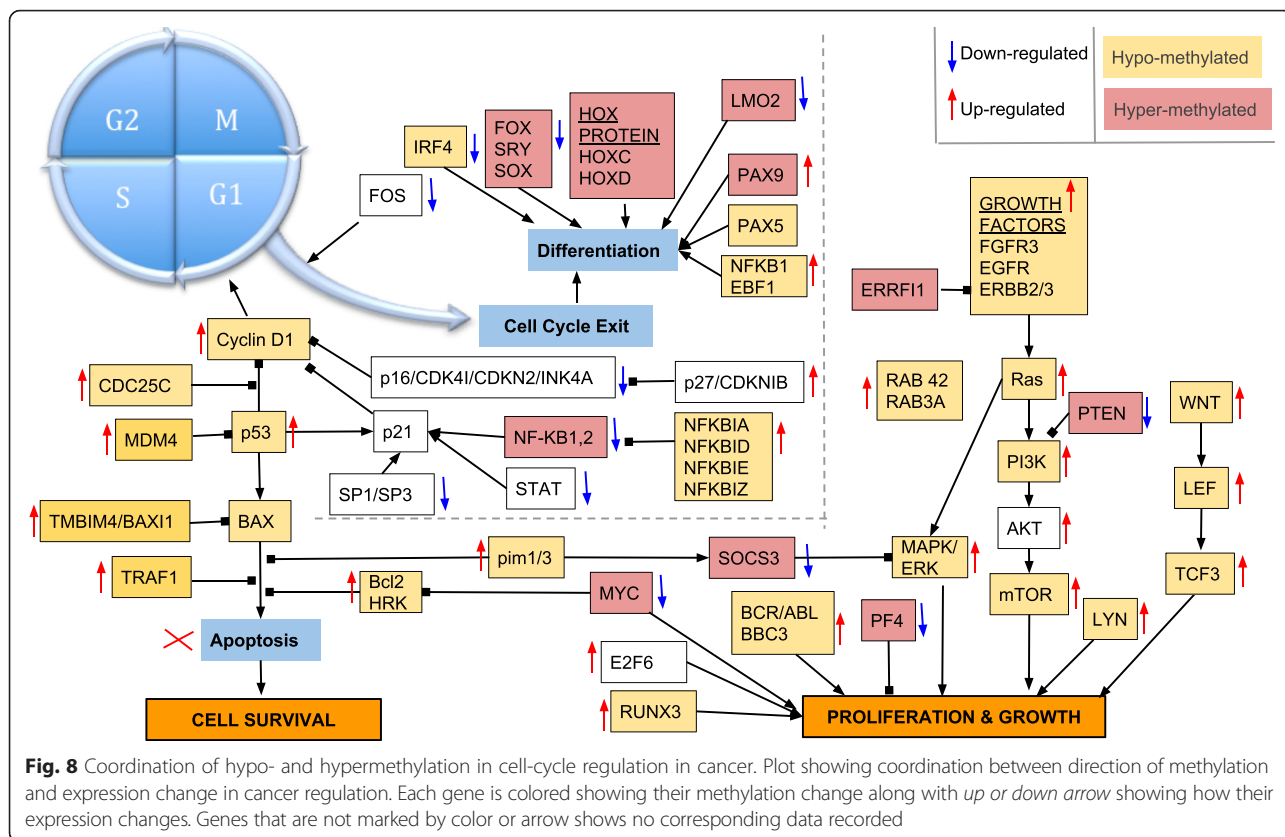 Down-regulated
Up-regulated
Hypo-methylated
Hyper-methylated
G2
M
S
G1
FOS
IRF4
FOX
SRY
SOX
HOX
PROTEIN
HOXC
HOXD
LMO2
PAX9
PAX5
NFKB1
EBF1
Differentiation
Cell Cycle Exit
GROWTH
FACTORS
FGFR3
EGFR
ERBB2/3
ERRFI1
Cyclin D1
CDC25C
MDM4
p53
p16/CDK4I/CDKN2/INK4A
p27/CDKNIB
p21
NF-KB1,2
NFKBIA
NFKBID
NFKBIE
NFKBIZ
SP1/SP3
STAT
RAB 42
RAB3A
Ras
PTEN
WNT
PI3K
LEF
AKT
TCF3
mTOR
LYN
TMBIM4/BAXI1
BAX
TRAF1
pim1/3
SOCS3
MAPK/
ERK
Bcl2
HRK
MYC
BCR/ABL
BBC3
PF4
Apoptosis
E2F6
RUNX3
CELL SURVIVAL
PROLIFERATION & GROWTH
Fig. 8 Coordination of hypo- and hypermethylation in cell-cycle regulation in cancer. Plot showing coordination between direction of methylation
and expression change in cancer regulation. Each gene is colored showing their methylation change along with up or down arrow showing how their
expression changes. Genes that are not marked by color or arrow shows no corresponding data recorded